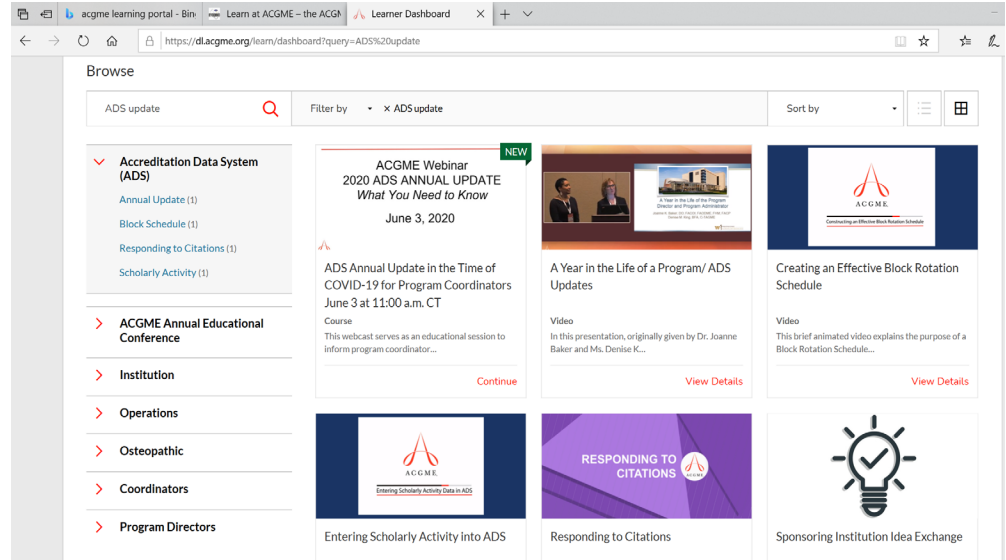 acgme learning portal - Bin
Learn at ACGME – the ACGM
Learner Dashboard
https://dl.acgme.org/learn/dashboard?query=ADS%20update
Browse
ADS update
Filter by
× ADS update
Sort by
Accreditation Data System
(ADS)
Annual Update (1)
Block Schedule (1)
Responding to Citations (1)
Scholarly Activity (1)
ACGME Annual Educational
Conference
Institution
Operations
Osteopathic
Coordinators
Program Directors
NEW
ACGME Webinar
2020 ADS ANNUAL UPDATE
What You Need to Know
June 3, 2020
ADS Annual Update in the Time of
COVID-19 for Program Coordinators
June 3 at 11:00 a.m. CT
Course
This webcast serves as an educational session to
inform program coordinator...
Continue
A Year in the Life of the Program
Director and Program Administrator
A Year in the Life of a Program/ ADS
Updates
Video
In this presentation, originally given by Dr. Joanne
Baker and Ms. Denise K...
View Details
ACGME
Constructing an Effective Block Rotation Schedule
Creating an Effective Block Rotation
Schedule
Video
This brief animated video explains the purpose of a
Block Rotation Schedule...
View Details
ACGME
Entering Scholarly Activity Data in ADS
Entering Scholarly Activity into ADS
RESPONDING TO
CITATIONS
ACGME
Responding to Citations
Sponsoring Institution Idea Exchange